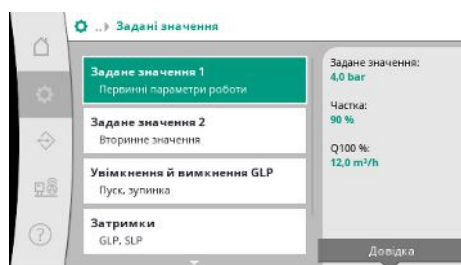 ..▸ Задані значення
Задане значення 1
Первинні параметри роботи
Задане значення 2
Вторинне значення
Увімкнення й вимкнення GLP
Пуск, зупинка
Затримки
GLP, SLP
Задане значення:
4,0 bar
Частка:
90 %
Q100 %:
12,0 m³/h
Довідка